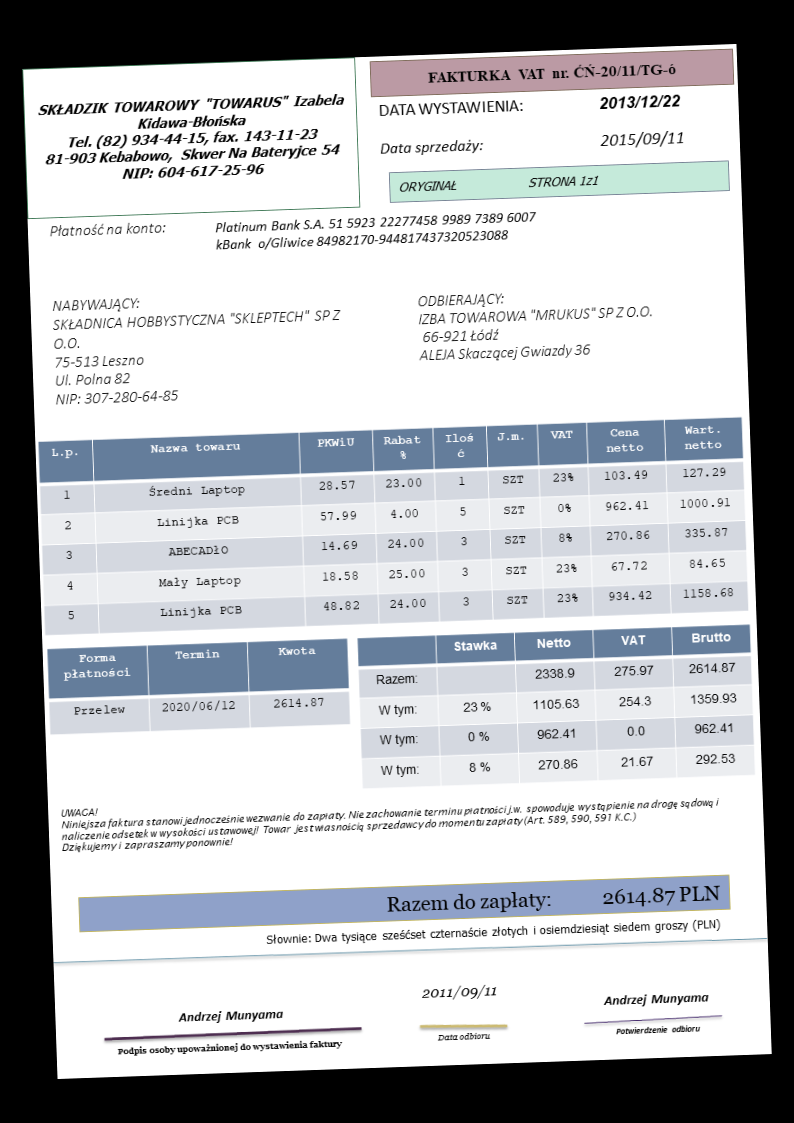 SKŁADZIK TOWAROWY "TOWARUS" Izabela
Kidawa-Błońska
Tel. (82) 934-44-15, fax. 143-11-23
81-903 Kebabowo, Skwer Na Bateryjce 54
NIP: 604-617-25-96
FAKTURKA VAT nr. ĆŃ-20/11/TG-ó
DATA WYSTAWIENIA: 2013/12/22
Data sprzedaży: 2015/09/11
ORYGINAŁ STRONA 1z1
Płatność na konto: Platinum Bank S.A. 51 5923 22277458 9989 7389 6007
kBank o/Gliwice 84982170-944817437320523088
NABYWAJĄCY:
SKŁADNICA HOBBYSTYCZNA "SKLEPTECH" SP Z
O.O.
75-513 Leszno
Ul. Polna 82
NIP: 307-280-64-85
ODBIERAJĄCY:
IZBA TOWAROWA "MRUKUS" SP Z O.O.
66-921 Łódź
ALEJA Skaczącej Gwiazdy 36
L.p. Nazwa towaru PKWiU Rabat % Iloś ć J.m. VAT Cena netto Wart. netto
1 Średni Laptop 28.57 23.00 1 SZT 23% 103.49 127.29
2 Linijka PCB 57.99 4.00 5 SZT 0% 962.41 1000.91
3 ABECADŁO 14.69 24.00 3 SZT 8% 270.86 335.87
4 Mały Laptop 18.58 25.00 3 SZT 23% 67.72 84.65
5 Linijka PCB 48.82 24.00 3 SZT 23% 934.42 1158.68
Forma płatności Termin Kwota
Przelew 2020/06/12 2614.87
Stawka Netto VAT Brutto
Razem: 2338.9 275.97 2614.87
W tym: 23 % 1105.63 254.3 1359.93
W tym: 0 % 962.41 0.0 962.41
W tym: 8 % 270.86 21.67 292.53
UWAGA!
Niniejsza faktura stanowi jednocześnie wezwanie do zapłaty. Nie zachowanie terminu płatności j.w. spowoduje wystąpienie na drogę sądową i
naliczenie odsetek w wysokości ustawowej! Towar jest własnością sprzedawcy do momentu zapłaty (Art. 589, 590, 591 K.C.)
Dziękujemy i zapraszamy ponownie!
Razem do zapłaty: 2614.87 PLN
Słownie: Dwa tysiące sześćset czternaście złotych i osiemdziesiąt siedem groszy (PLN)
Andrzej Munyama
Podpis osoby upoważnionej do wystawienia faktury
2011/09/11
Data odbioru
Andrzej Munyama
Potwierdzenie odbioru